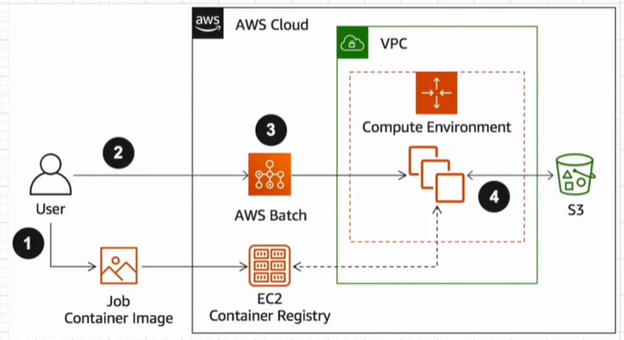 aws
AWS Cloud
VPC
Compute Environment
3
2
4
User
AWS Batch
S3
1
Job
Container Image
EC2
Container Registry